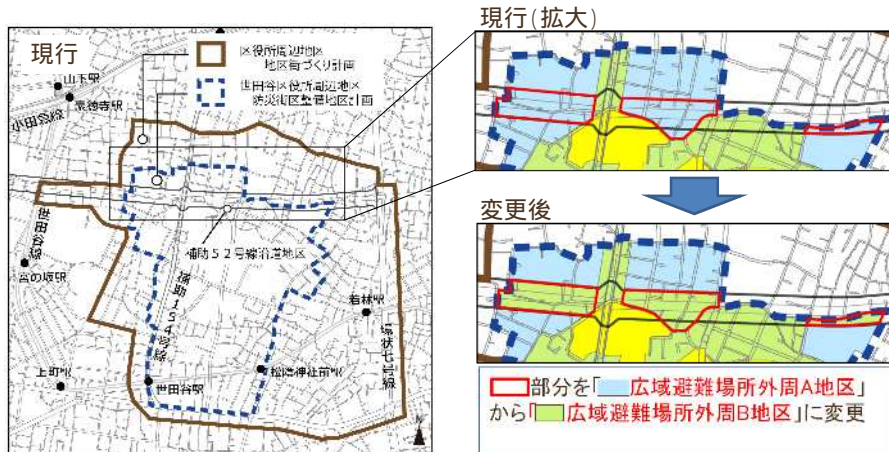 現行
区役所周辺地区
地区街づくり計画
世田谷区役所周辺地区
防災街区整備地区計画
山下駅
豪徳寺駅
小田急線
世田谷線
宮の坂駅
補助52号線沿道地区
補助154号線
若林駅
環状七号線
上町駅
世田谷駅
松陰神社前駅
N
現行(拡大)
変更後
部分を「広域避難場所外周A地区」
から「広域避難場所外周B地区」に変更